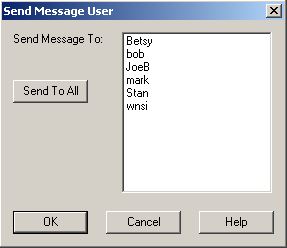 Send Message User
Send Message To:
Betsy
bob
JoeB
mark
Stan
wnsi
Send To All
OK
Cancel
Help